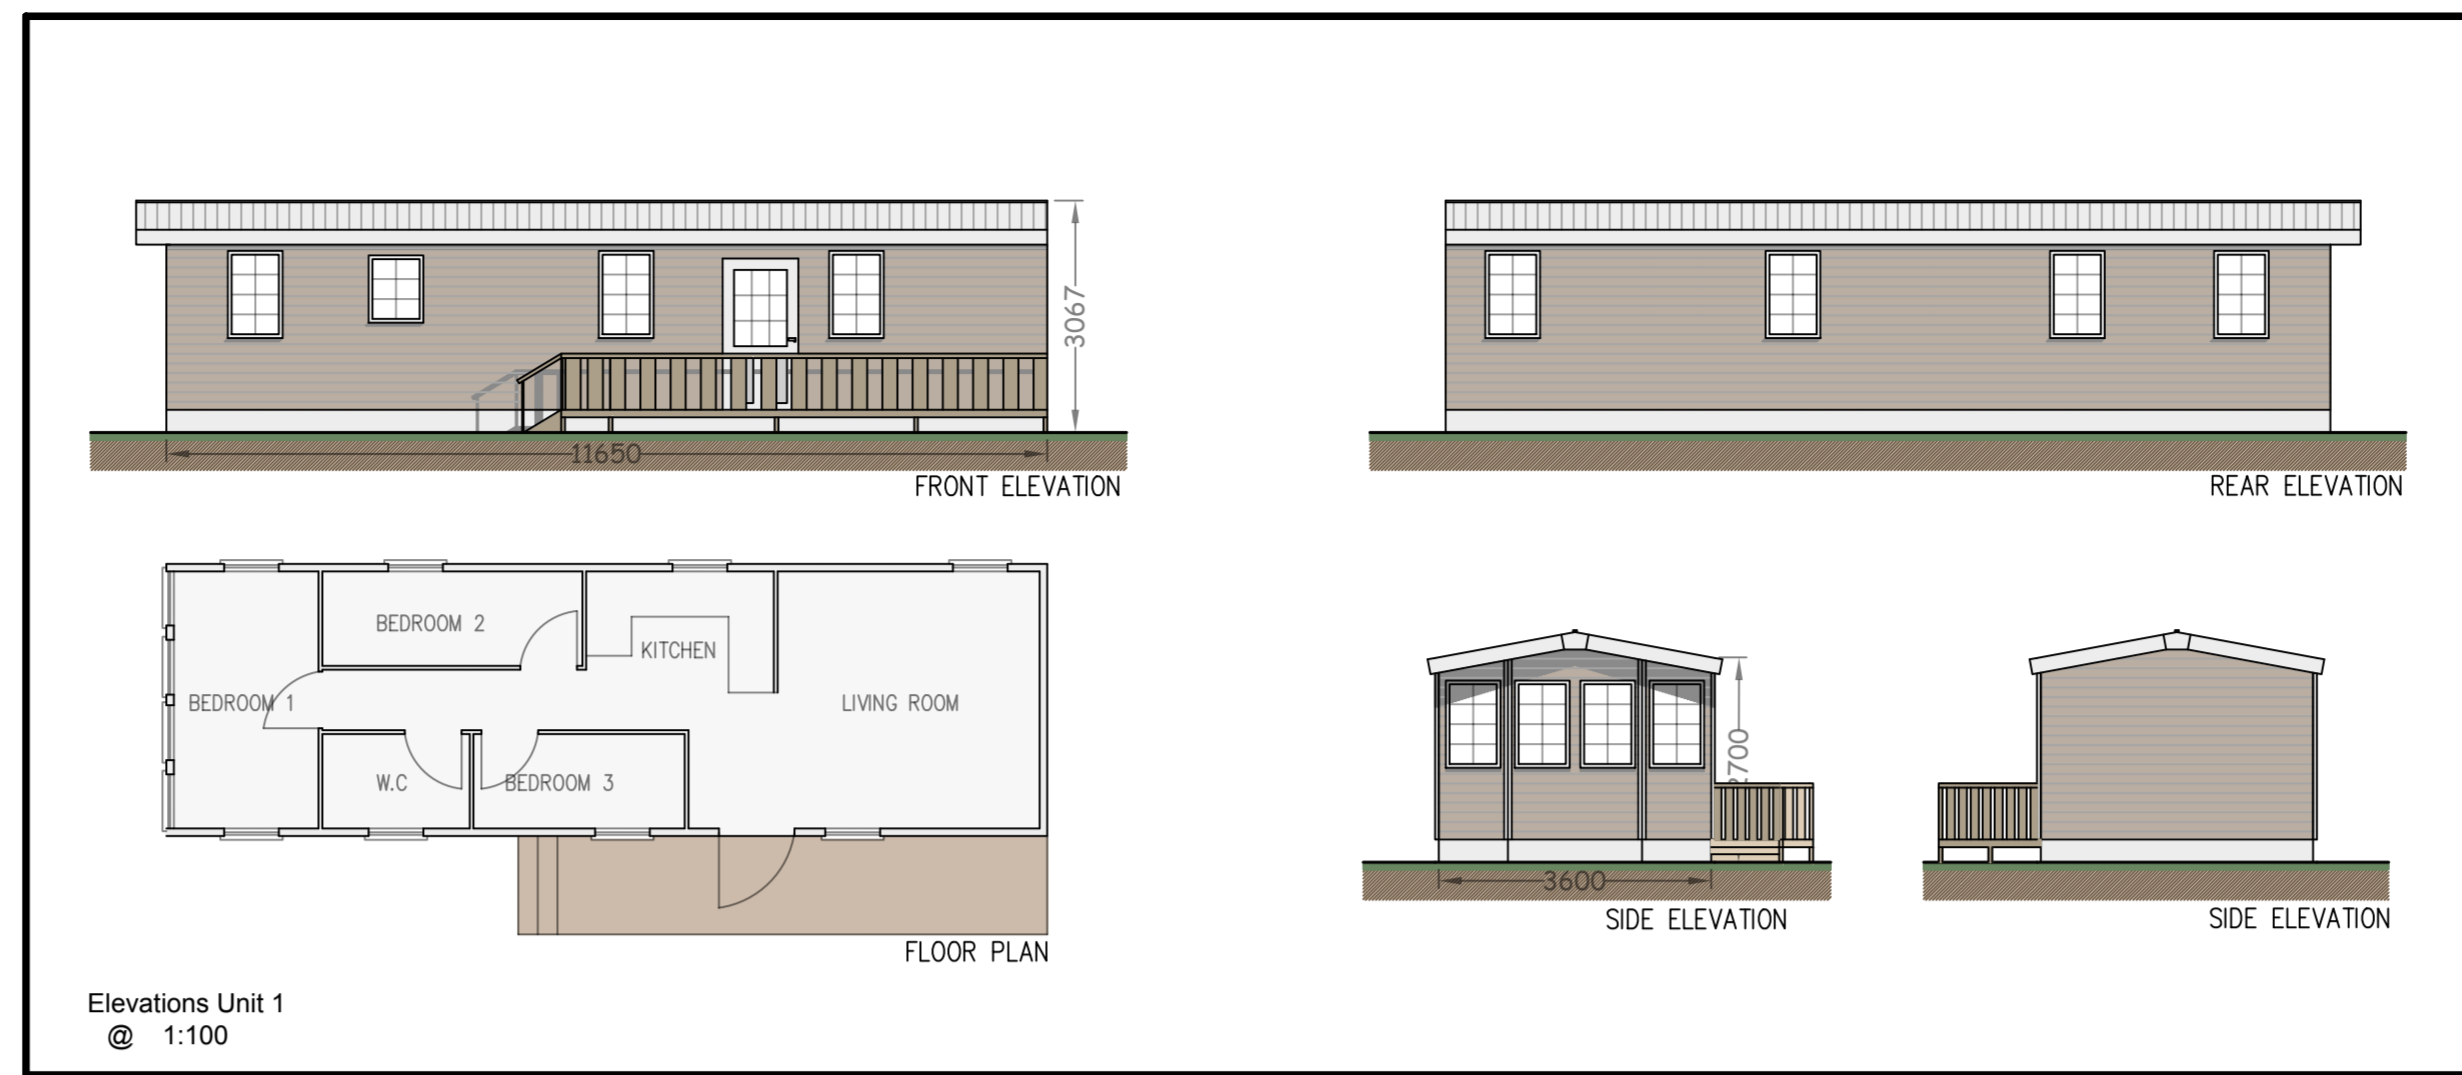 3067
11650
FRONT ELEVATION
REAR ELEVATION
BEDROOM 2
KITCHEN
BEDROOM 1
LIVING ROOM
W.C
BEDROOM 3
FLOOR PLAN
2700
3600
SIDE ELEVATION
SIDE ELEVATION
Elevations Unit 1
@ 1:100